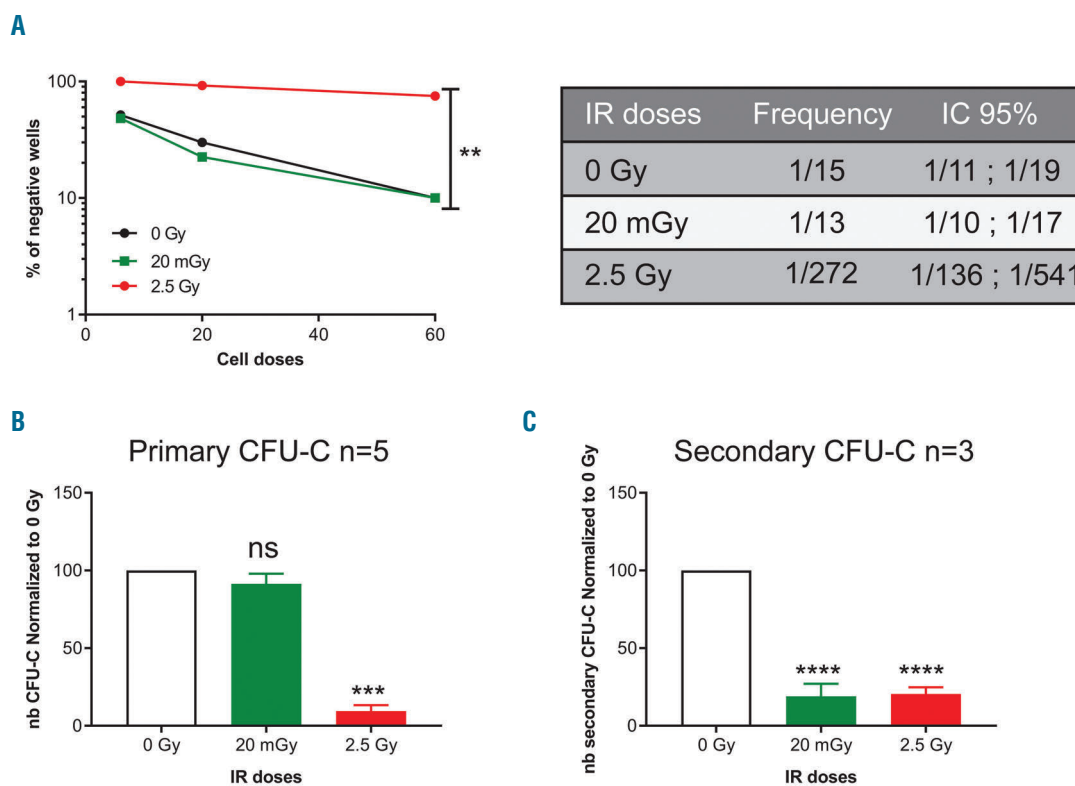 A
% of negative wells
100
10
1
0 Gy
20 mGy
2.5 Gy
**
0 20 40 60
Cell doses
IR doses Frequency IC 95%
0 Gy 1/15 1/11 ; 1/19
20 mGy 1/13 1/10 ; 1/17
2.5 Gy 1/272 1/136 ; 1/541
B
Primary CFU-C n=5
nb CFU-C Normalized to 0 Gy
150
100
50
0
ns
***
0 Gy 20 mGy 2.5 Gy
IR doses
C
Secondary CFU-C n=3
nb secondary CFU-C Normalized to 0 Gy
150
100
50
0
**** ****
0 Gy 20 mGy 2.5 Gy
IR doses